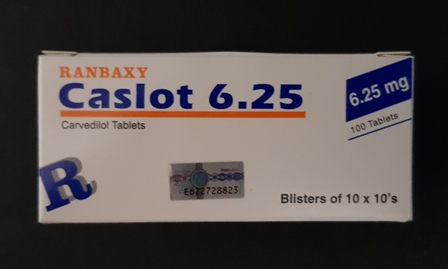 RANBAXY
Caslot 6.25
Carvedilol Tablets
6.25 mg
100 Tablets
R
E622728823
Blisters of 10 x 10's